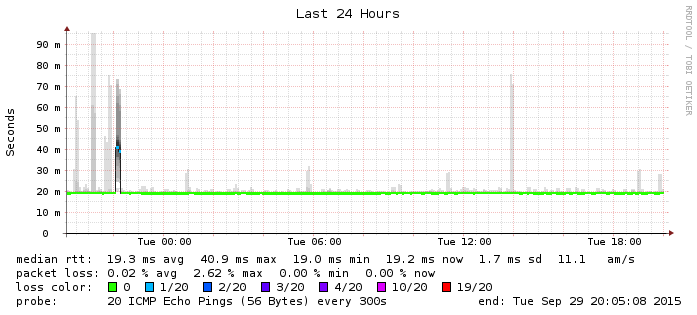 Last 24 Hours
RRDTOOL / TOBI OETIKER
Seconds
90 m
80 m
70 m
60 m
50 m
40 m
30 m
20 m
10 m
0
Tue 00:00 Tue 06:00 Tue 12:00 Tue 18:00
median rtt: 19.3 ms avg 40.9 ms max 19.0 ms min 19.2 ms now 1.7 ms sd 11.1 am/s
packet loss: 0.02 % avg 2.62 % max 0.00 % min 0.00 % now
loss color: 0 1/20 2/20 3/20 4/20 10/20 19/20
probe: 20 ICMP Echo Pings (56 Bytes) every 300s end: Tue Sep 29 20:05:08 2015